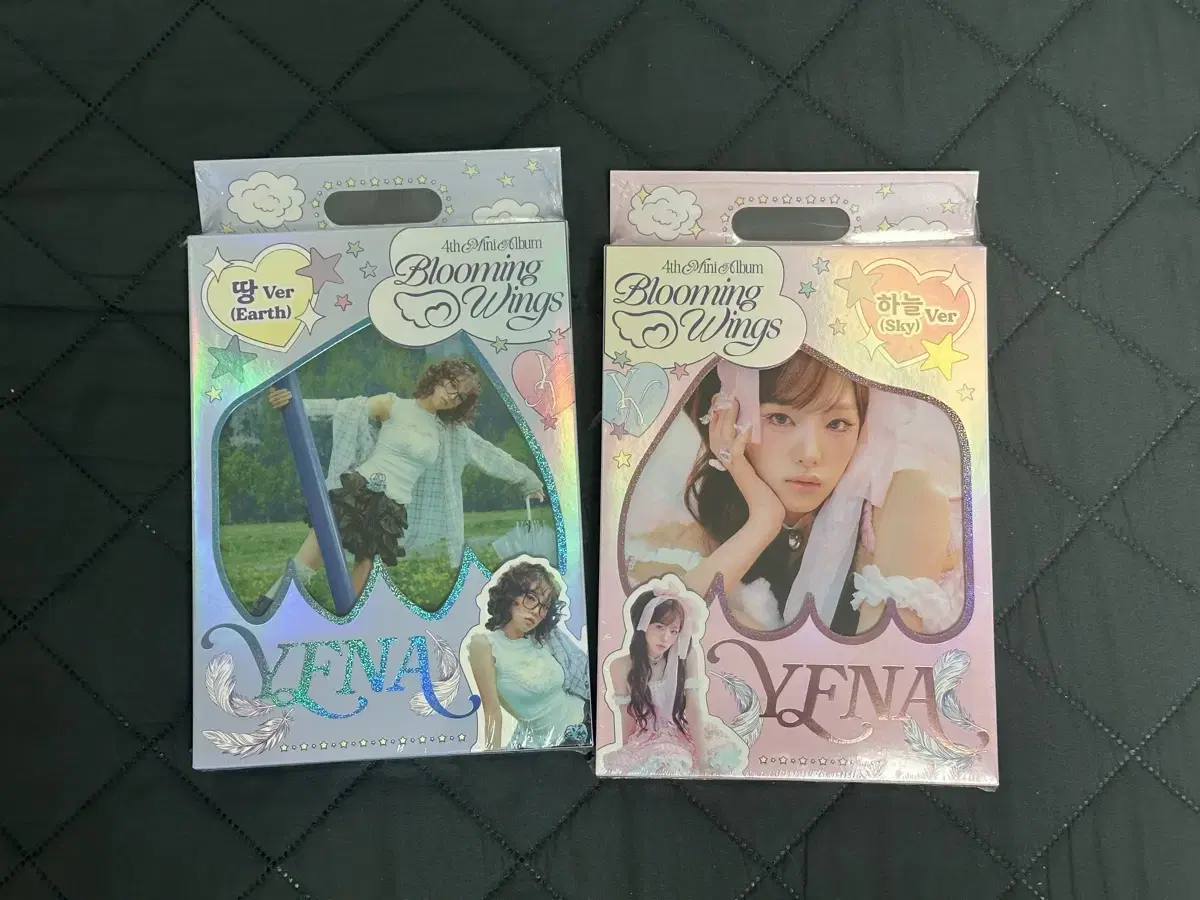 땅 Ver
(Earth)
4th Mini Album
Blooming
Wings
YENA
4th Mini Album
Blooming
Wings
하늘 Ver
(Sky)
Y
YENA